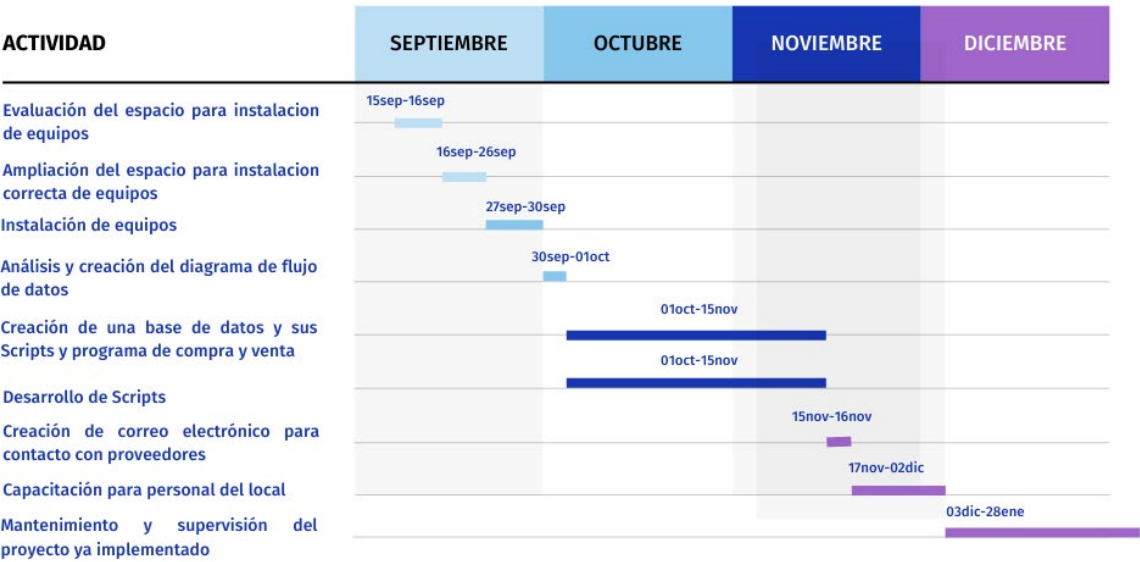 ACTIVIDAD SEPTIEMBRE OCTUBRE NOVIEMBRE DICIEMBRE
15sep-16sep
Evaluación del espacio para instalacion
de equipos
16sep-26sep
Ampliación del espacio para instalacion
correcta de equipos
27sep-30sep
Instalación de equipos
30sep-01oct
Análisis y creación del diagrama de flujo
de datos
01oct-15nov
Creación de una base de datos y sus
Scripts y programa de compra y venta
01oct-15nov
Desarrollo de Scripts
15nov-16nov
Creación de correo electrónico para
contacto con proveedores
17nov-02dic
Capacitación para personal del local
03dic-28ene
Mantenimiento y supervisión del
proyecto ya implementado